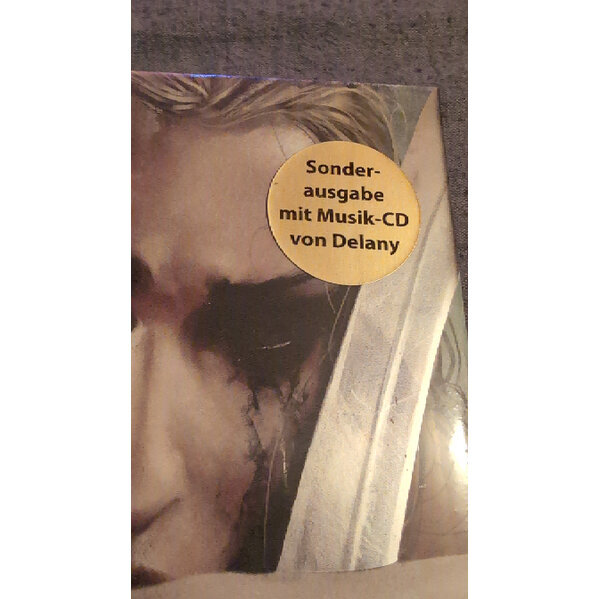 Sonder-
ausgabe
mit Musik-CD
von Delany